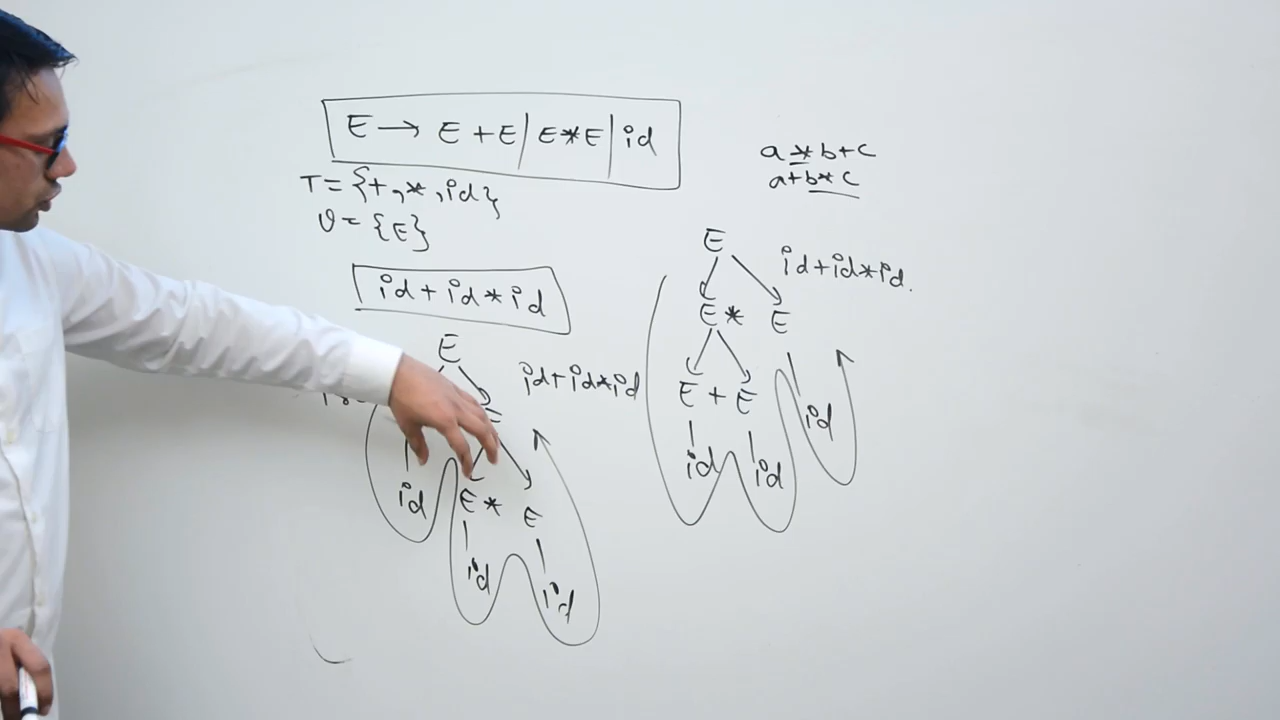 E → E + E | E * E | id
T = {+, *, id}
V = {E}
id + id * id
E
id+id*id
E
id
E * E
id
id
a * b + c
a + b * c
E
id+id*id.
E * E
E + E
id
id
id